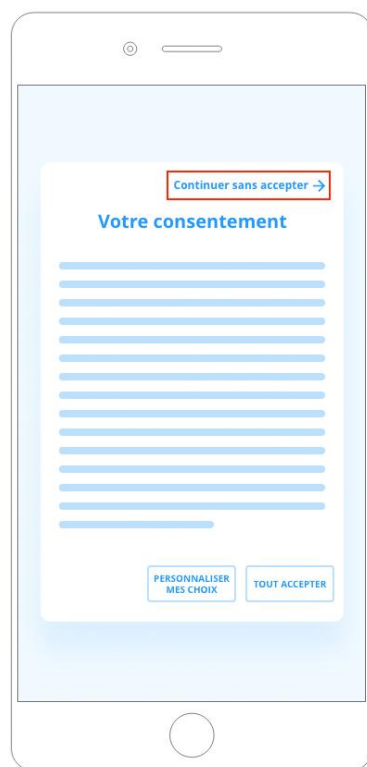 Continuer sans accepter →
Votre consentement
PERSONNALISER
MES CHOIX
TOUT ACCEPTER